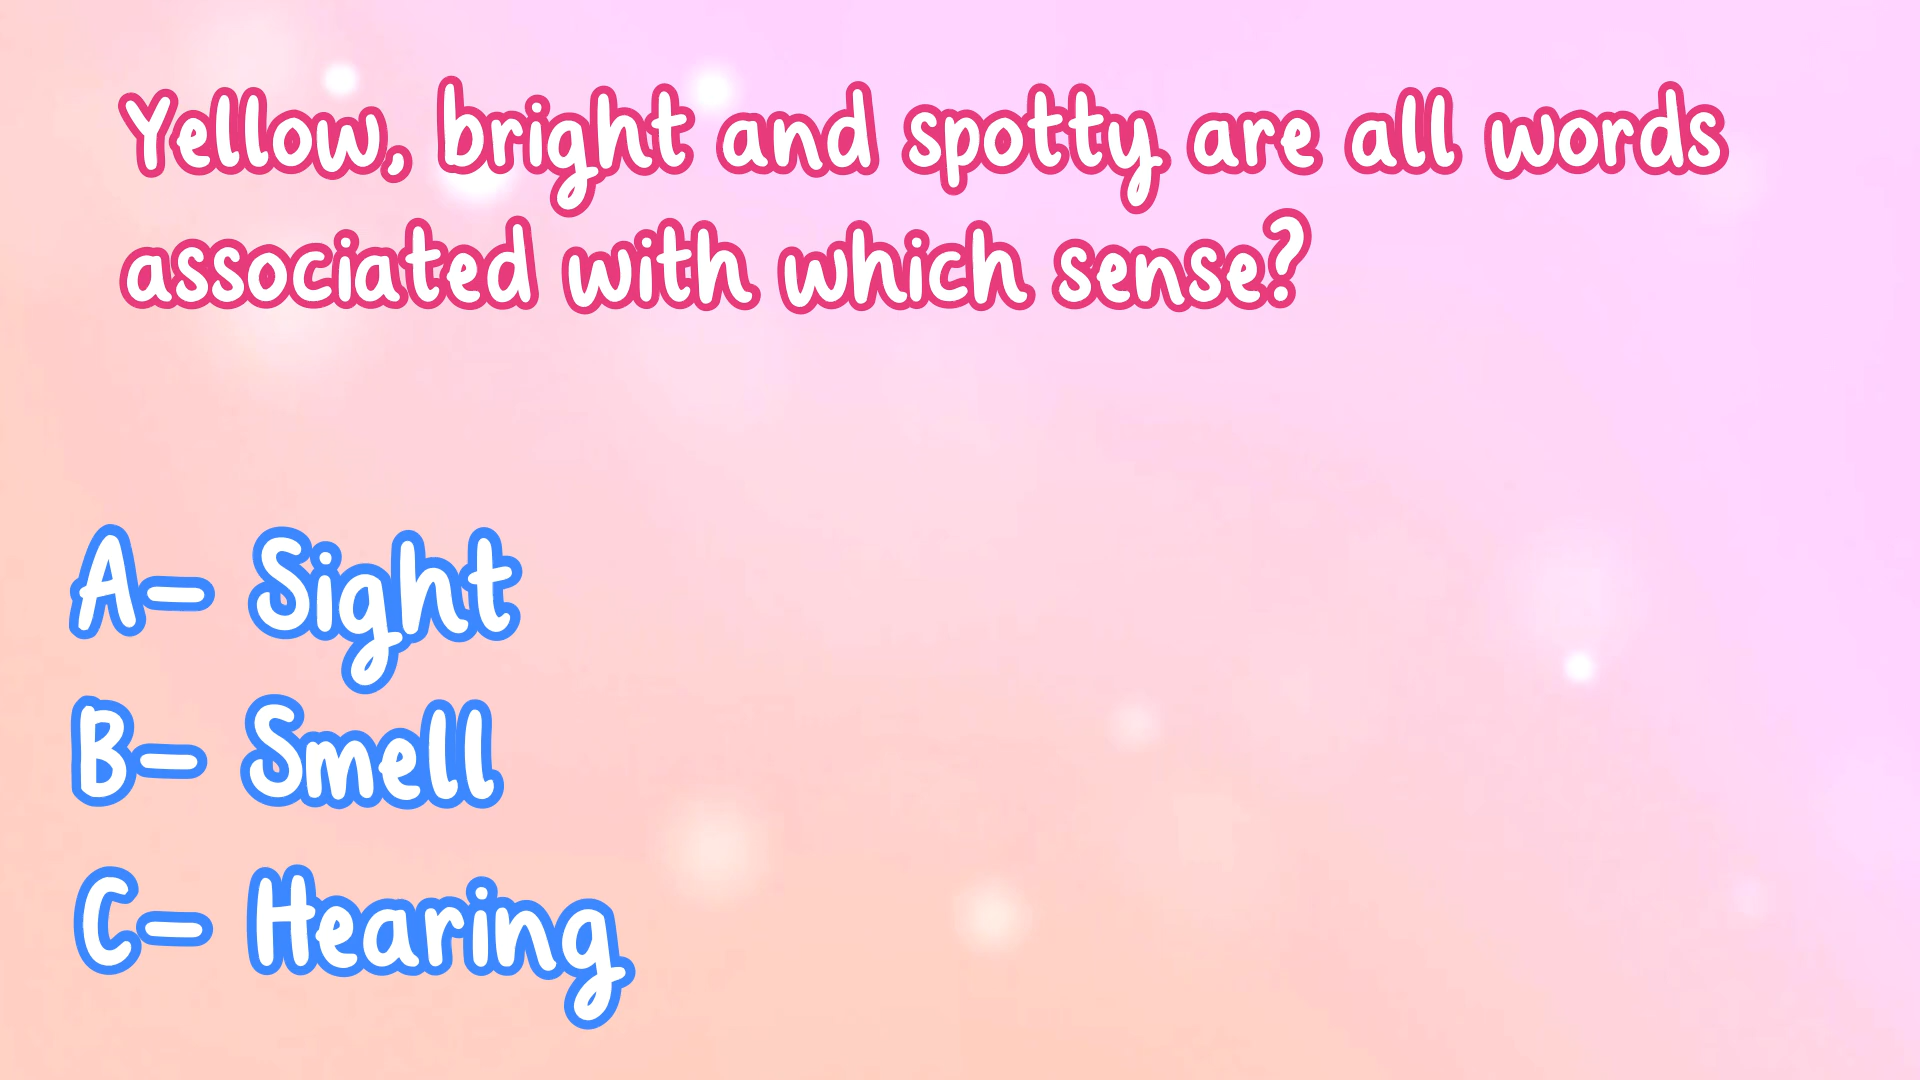 Yellow, bright and spotty are all words
associated with which sense?
A- Sight
B- Smell
C- Hearing